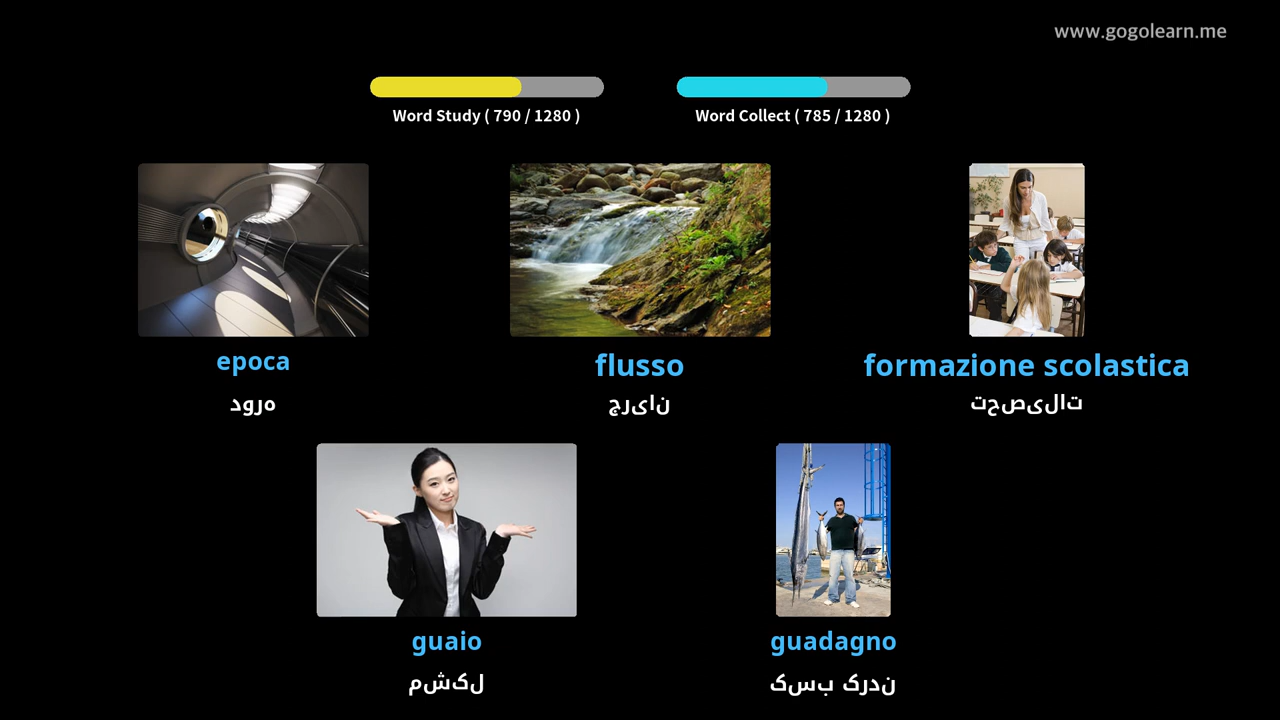 www.gogolearn.me
Word Study ( 790 / 1280 )
Word Collect ( 785 / 1280 )
epoca
دوره
flusso
جریان
formazione scolastica
تحصیلات
guaio
مشکل
guadagno
کسب کردن